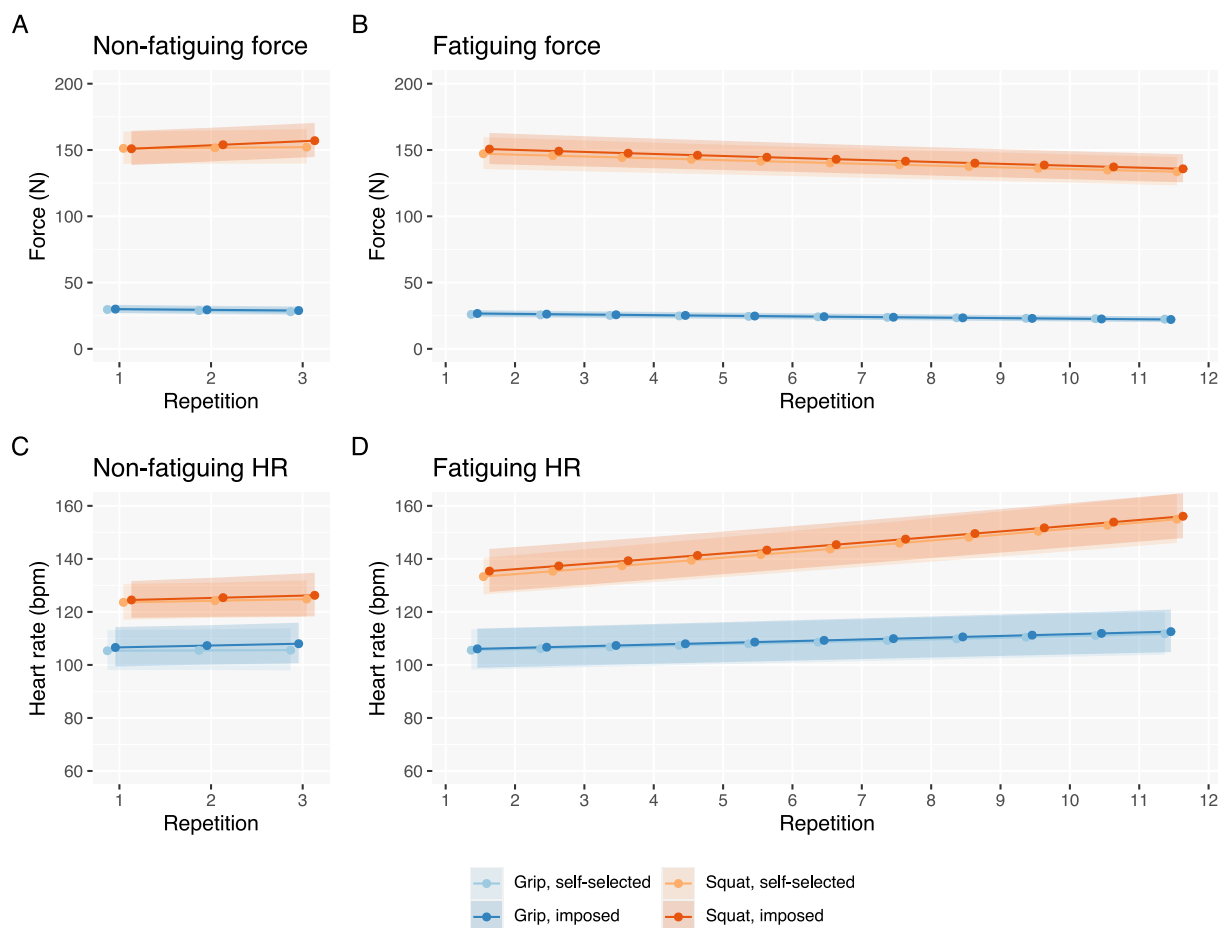 A
Non-fatiguing force
Force (N)
200
150
100
50
0
1 2 3
Repetition
B
Fatiguing force
Force (N)
200
150
100
50
0
1 2 3 4 5 6 7 8 9 10 11 12
Repetition
C
Non-fatiguing HR
Heart rate (bpm)
160
140
120
100
80
60
1 2 3
Repetition
D
Fatiguing HR
Heart rate (bpm)
160
140
120
100
80
60
1 2 3 4 5 6 7 8 9 10 11 12
Repetition
Grip, self-selected
Grip, imposed
Squat, self-selected
Squat, imposed